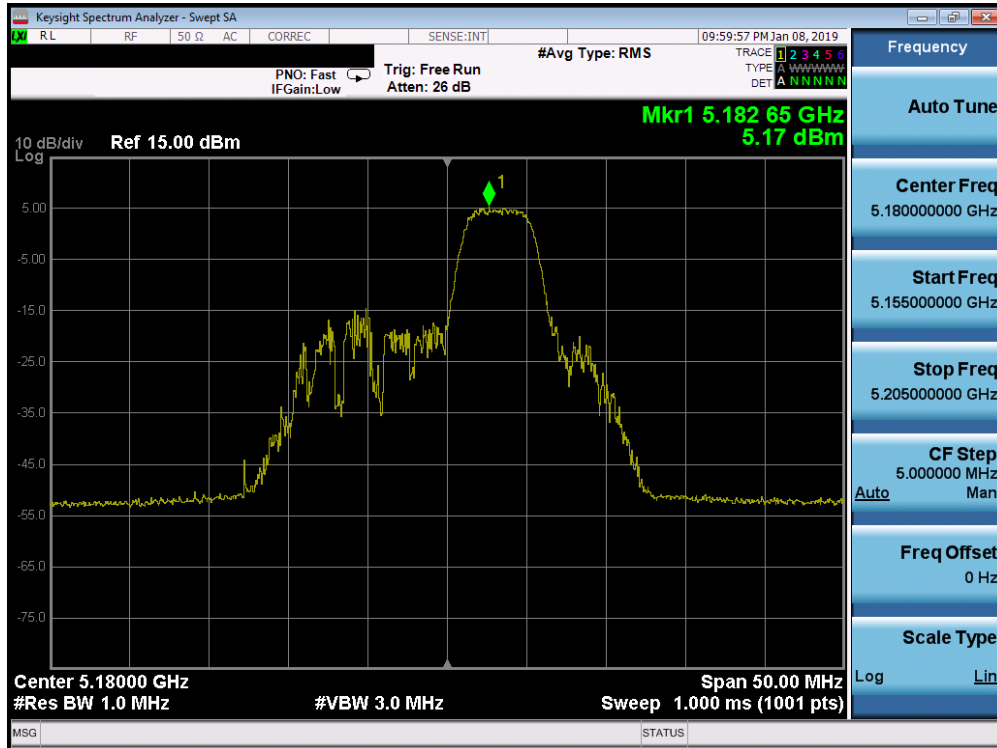 Keysight Spectrum Analyzer - Swept SA
LXI RL RF 50 Ω AC CORREC SENSE:INT 09:59:57 PM Jan 08, 2019
#Avg Type: RMS
TRACE 1 2 3 4 5 6
TYPE A WWWWW
DET A N N N N N
PNO: Fast
IFGain:Low
Trig: Free Run
Atten: 26 dB
Mkr1 5.182 65 GHz
5.17 dBm
10 dB/div Ref 15.00 dBm
Log
1
5.00
-5.00
-15.0
-25.0
-35.0
-45.0
-55.0
-65.0
-75.0
Center 5.18000 GHz Span 50.00 MHz
#Res BW 1.0 MHz #VBW 3.0 MHz Sweep 1.000 ms (1001 pts)
MSG STATUS
Frequency
Auto Tune
Center Freq
5.180000000 GHz
Start Freq
5.155000000 GHz
Stop Freq
5.205000000 GHz
CF Step
5.000000 MHz
Auto Man
Freq Offset
0 Hz
Scale Type
Log Lin